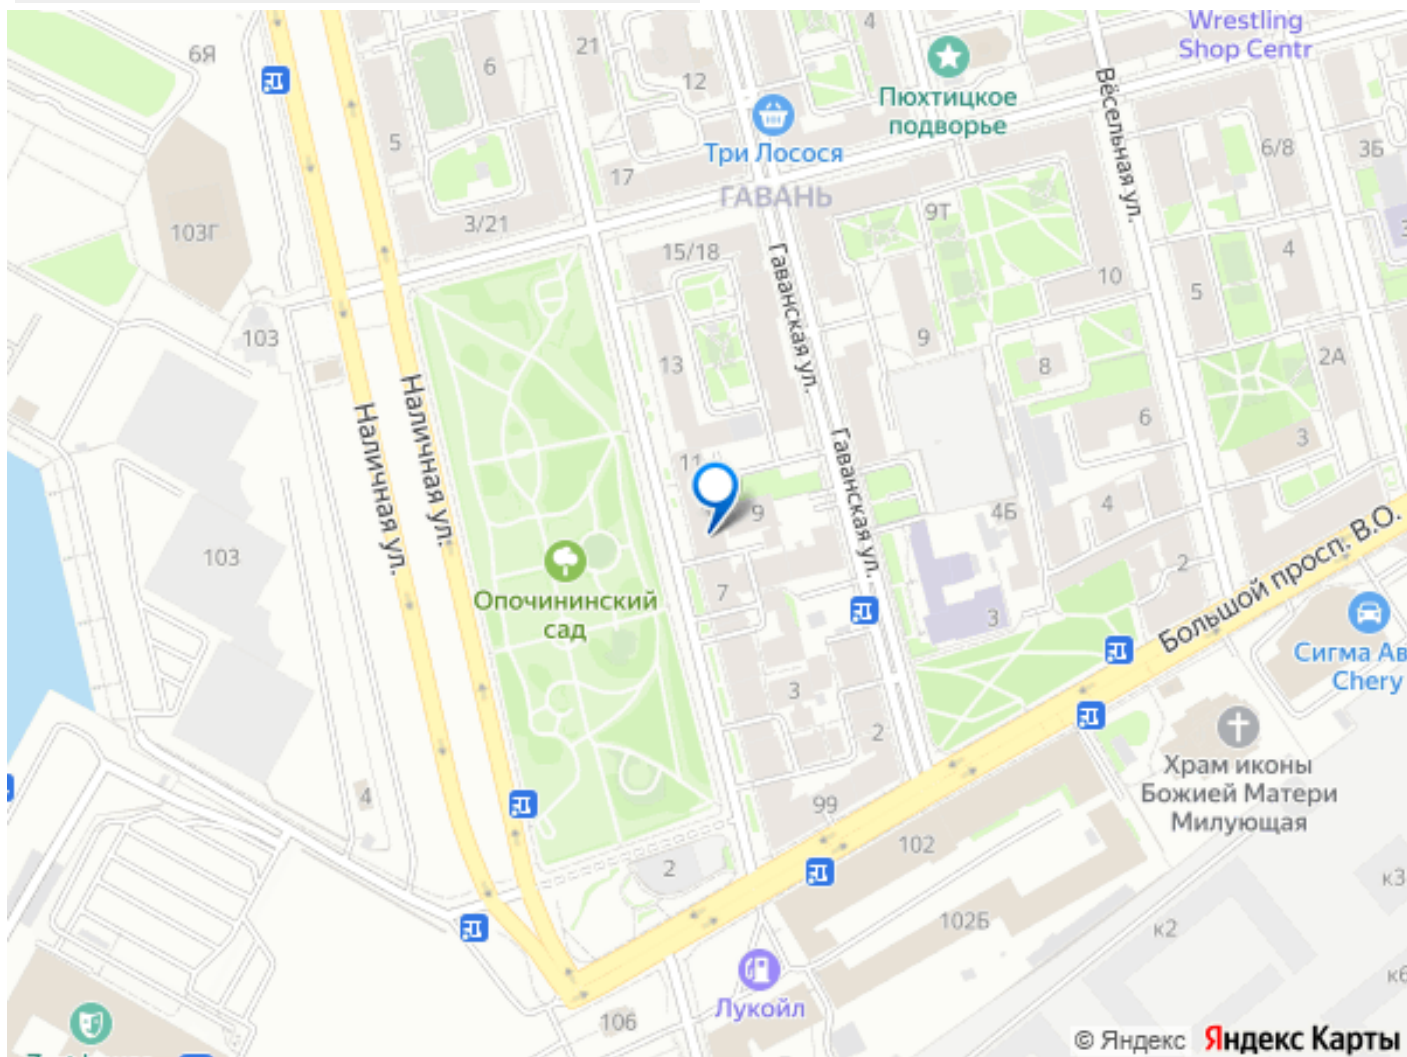 Wrestling
Shop Centr
6Я
21
6
12
4
Пюхтицкое
подворье
Вёсельная ул.
5
Три Лосося
17
6/8
3Б
ГАВАНЬ
103Г
3/21
9Т
15/18
4
Гаванская ул.
10
5
103
9
13
8
2А
Наличная ул.
Наличная ул.
6
3
Гаванская ул.
11
9
4Б
4
103
Большой просп. В.О.
2
7
Опочининский
сад
3
Сигма Ав
Chery
3
2
4
99
Храм иконы
Божией Матери
Милующая
102
2
к3
102Б
к2
Лукойл
106
© Яндекс Яндекс Карты